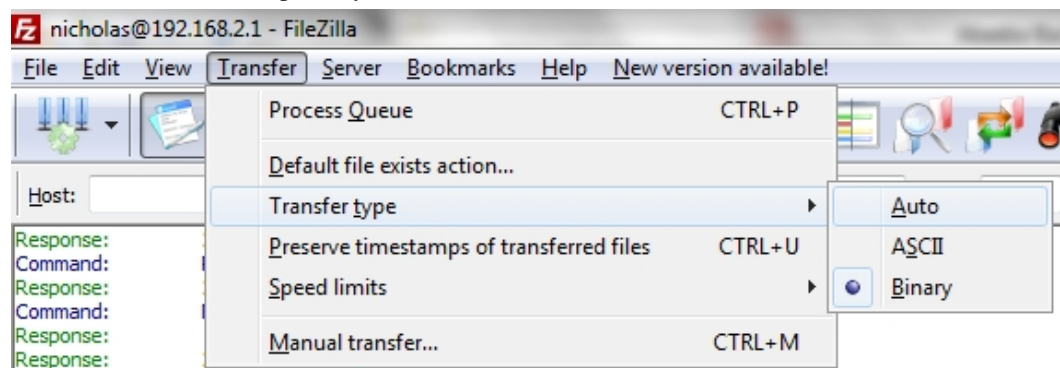 Fz nicholas@192.168.2.1 - FileZilla
File Edit View Transfer Server Bookmarks Help New version available!
Process Queue CTRL+P
Default file exists action...
Host:
Transfer type
Auto
Response:
Preserve timestamps of transferred files CTRL+U
ASCII
Command:
Response:
Speed limits
Binary
Command:
Response:
Manual transfer... CTRL+M
Response: